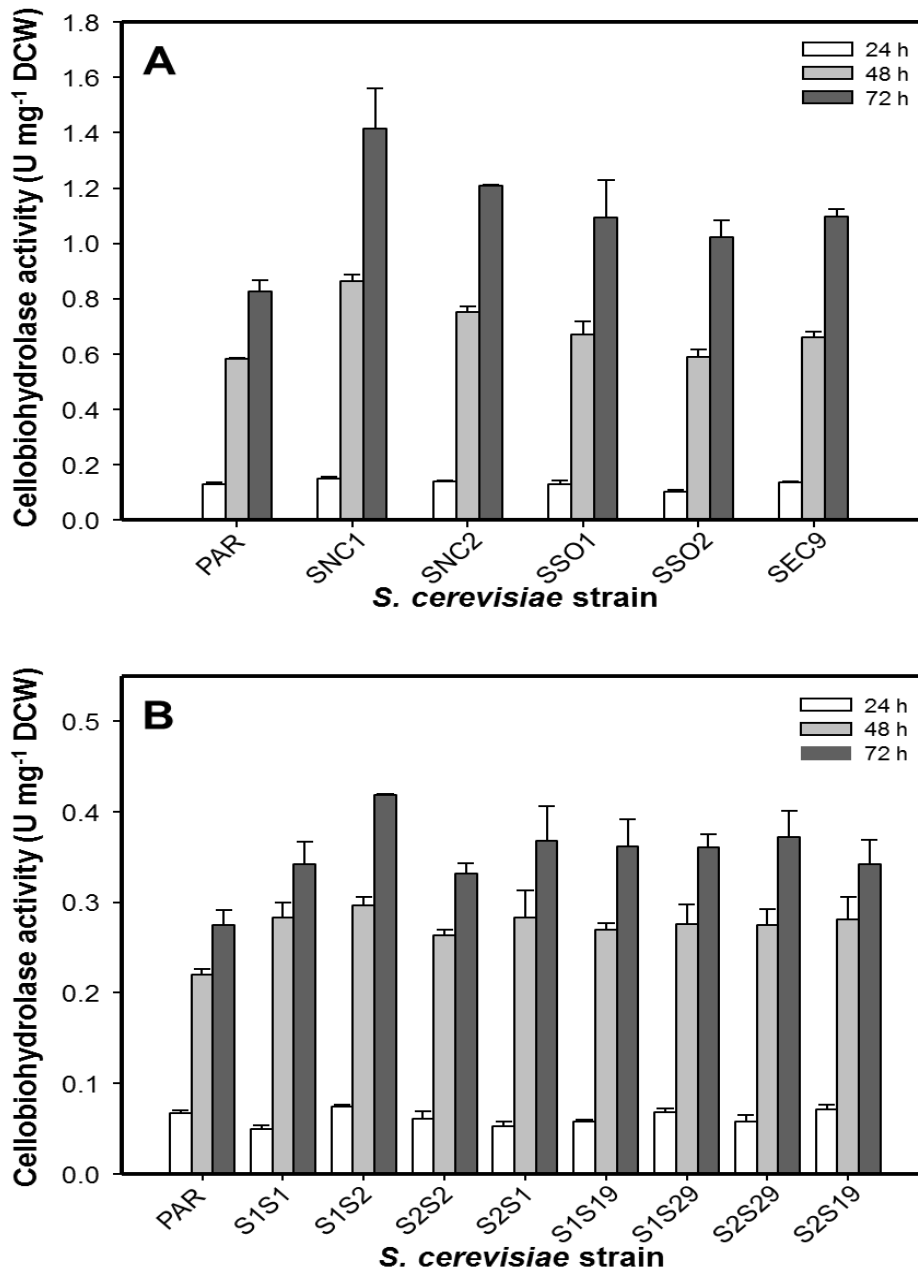 A
Cellobiohydrolase activity (U mg⁻¹ DCW)
1.8
1.6
1.4
1.2
1.0
0.8
0.6
0.4
0.2
0.0
24 h
48 h
72 h
PAR SNC1 SNC2 SSO1 SSO2 SEC9
S. cerevisiae strain
B
Cellobiohydrolase activity (U mg⁻¹ DCW)
0.5
0.4
0.3
0.2
0.1
0.0
24 h
48 h
72 h
PAR S1S1 S1S2 S2S2 S2S1 S1S19 S1S29 S2S29 S2S19
S. cerevisiae strain